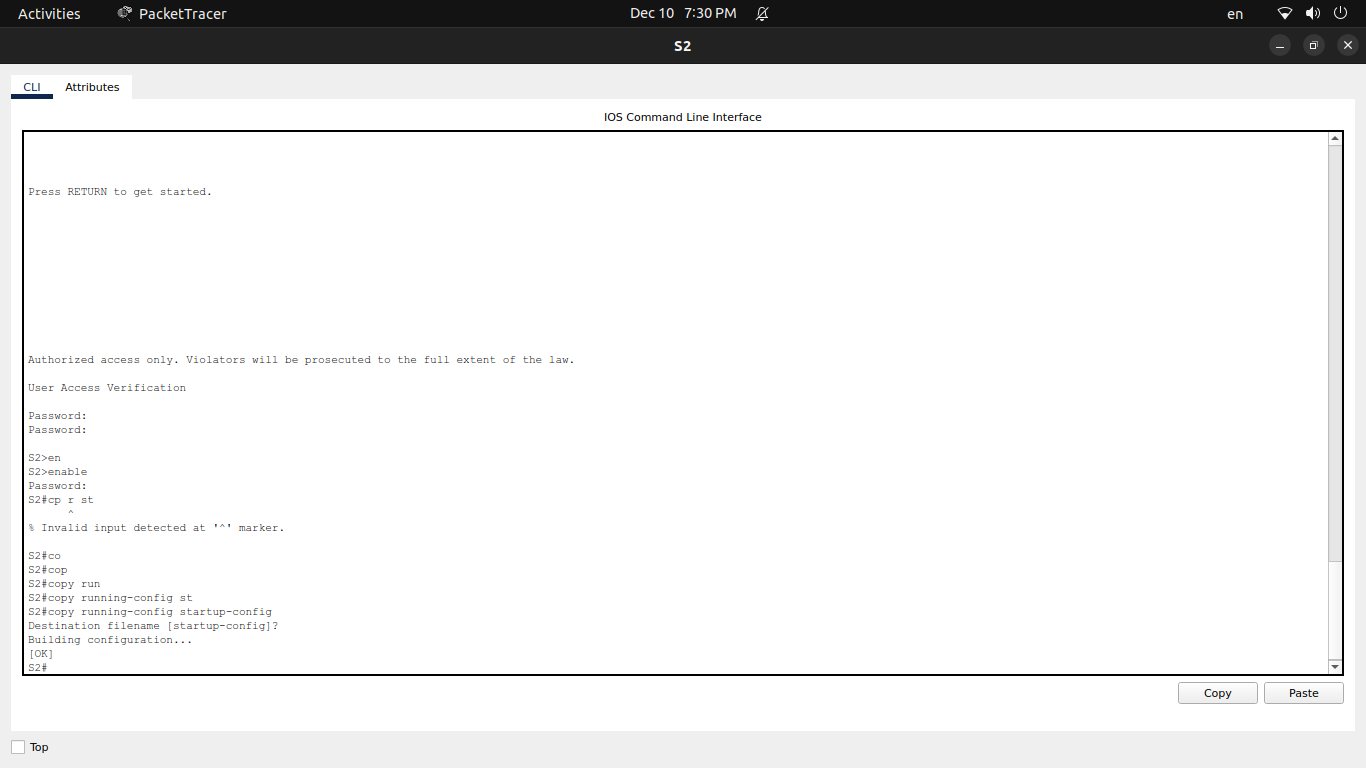 Activities
PacketTracer
Dec 10 7:30 PM
en
S2
CLI
Attributes
IOS Command Line Interface
Press RETURN to get started.
Authorized access only. Violators will be prosecuted to the full extent of the law.
User Access Verification
Password:
Password:
S2>en
S2>enable
Password:
S2#cp r st
^
% Invalid input detected at '^' marker.
S2#co
S2#cop
S2#copy run
S2#copy running-config st
S2#copy running-config startup-config
Destination filename [startup-config]?
Building configuration...
[OK]
S2#
Copy
Paste
Top